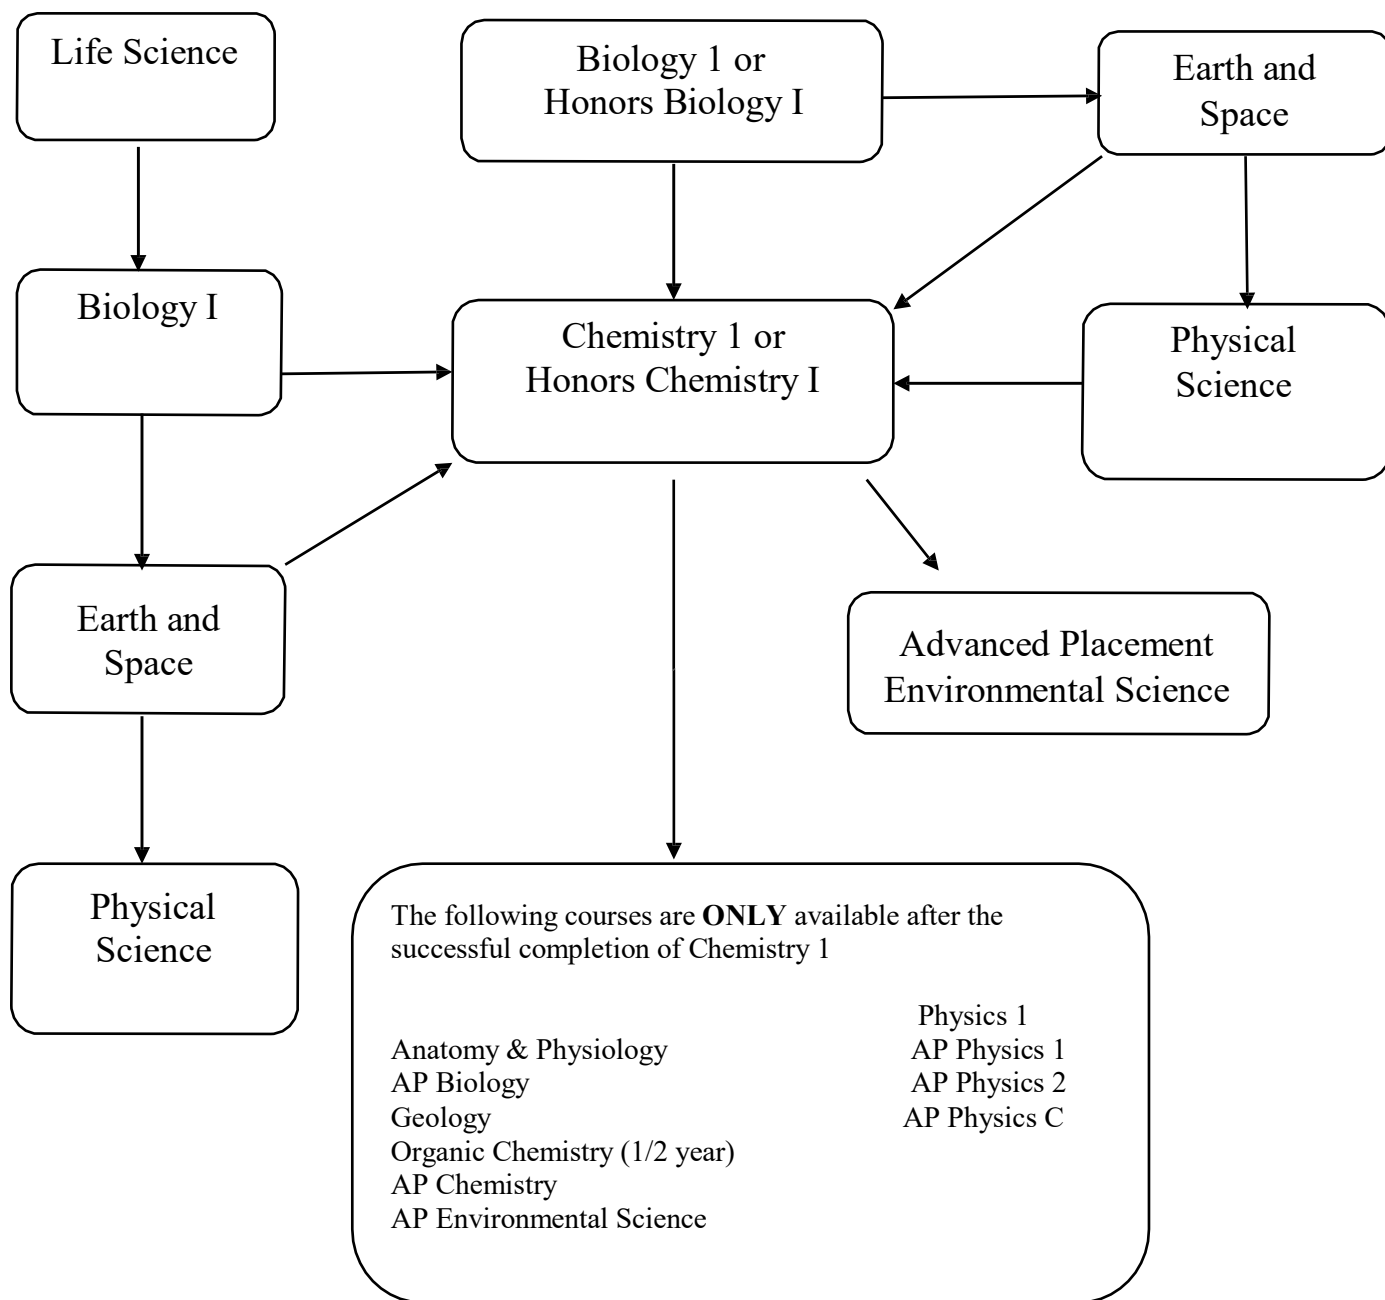 Life Science
Biology 1 or
Honors Biology I
Earth and
Space
Biology I
Chemistry 1 or
Honors Chemistry I
Physical
Science
Earth and
Space
Advanced Placement
Environmental Science
Physical
Science
The following courses are ONLY available after the
successful completion of Chemistry 1
Anatomy & Physiology
AP Biology
Geology
Organic Chemistry (1/2 year)
AP Chemistry
AP Environmental Science
Physics 1
AP Physics 1
AP Physics 2
AP Physics C